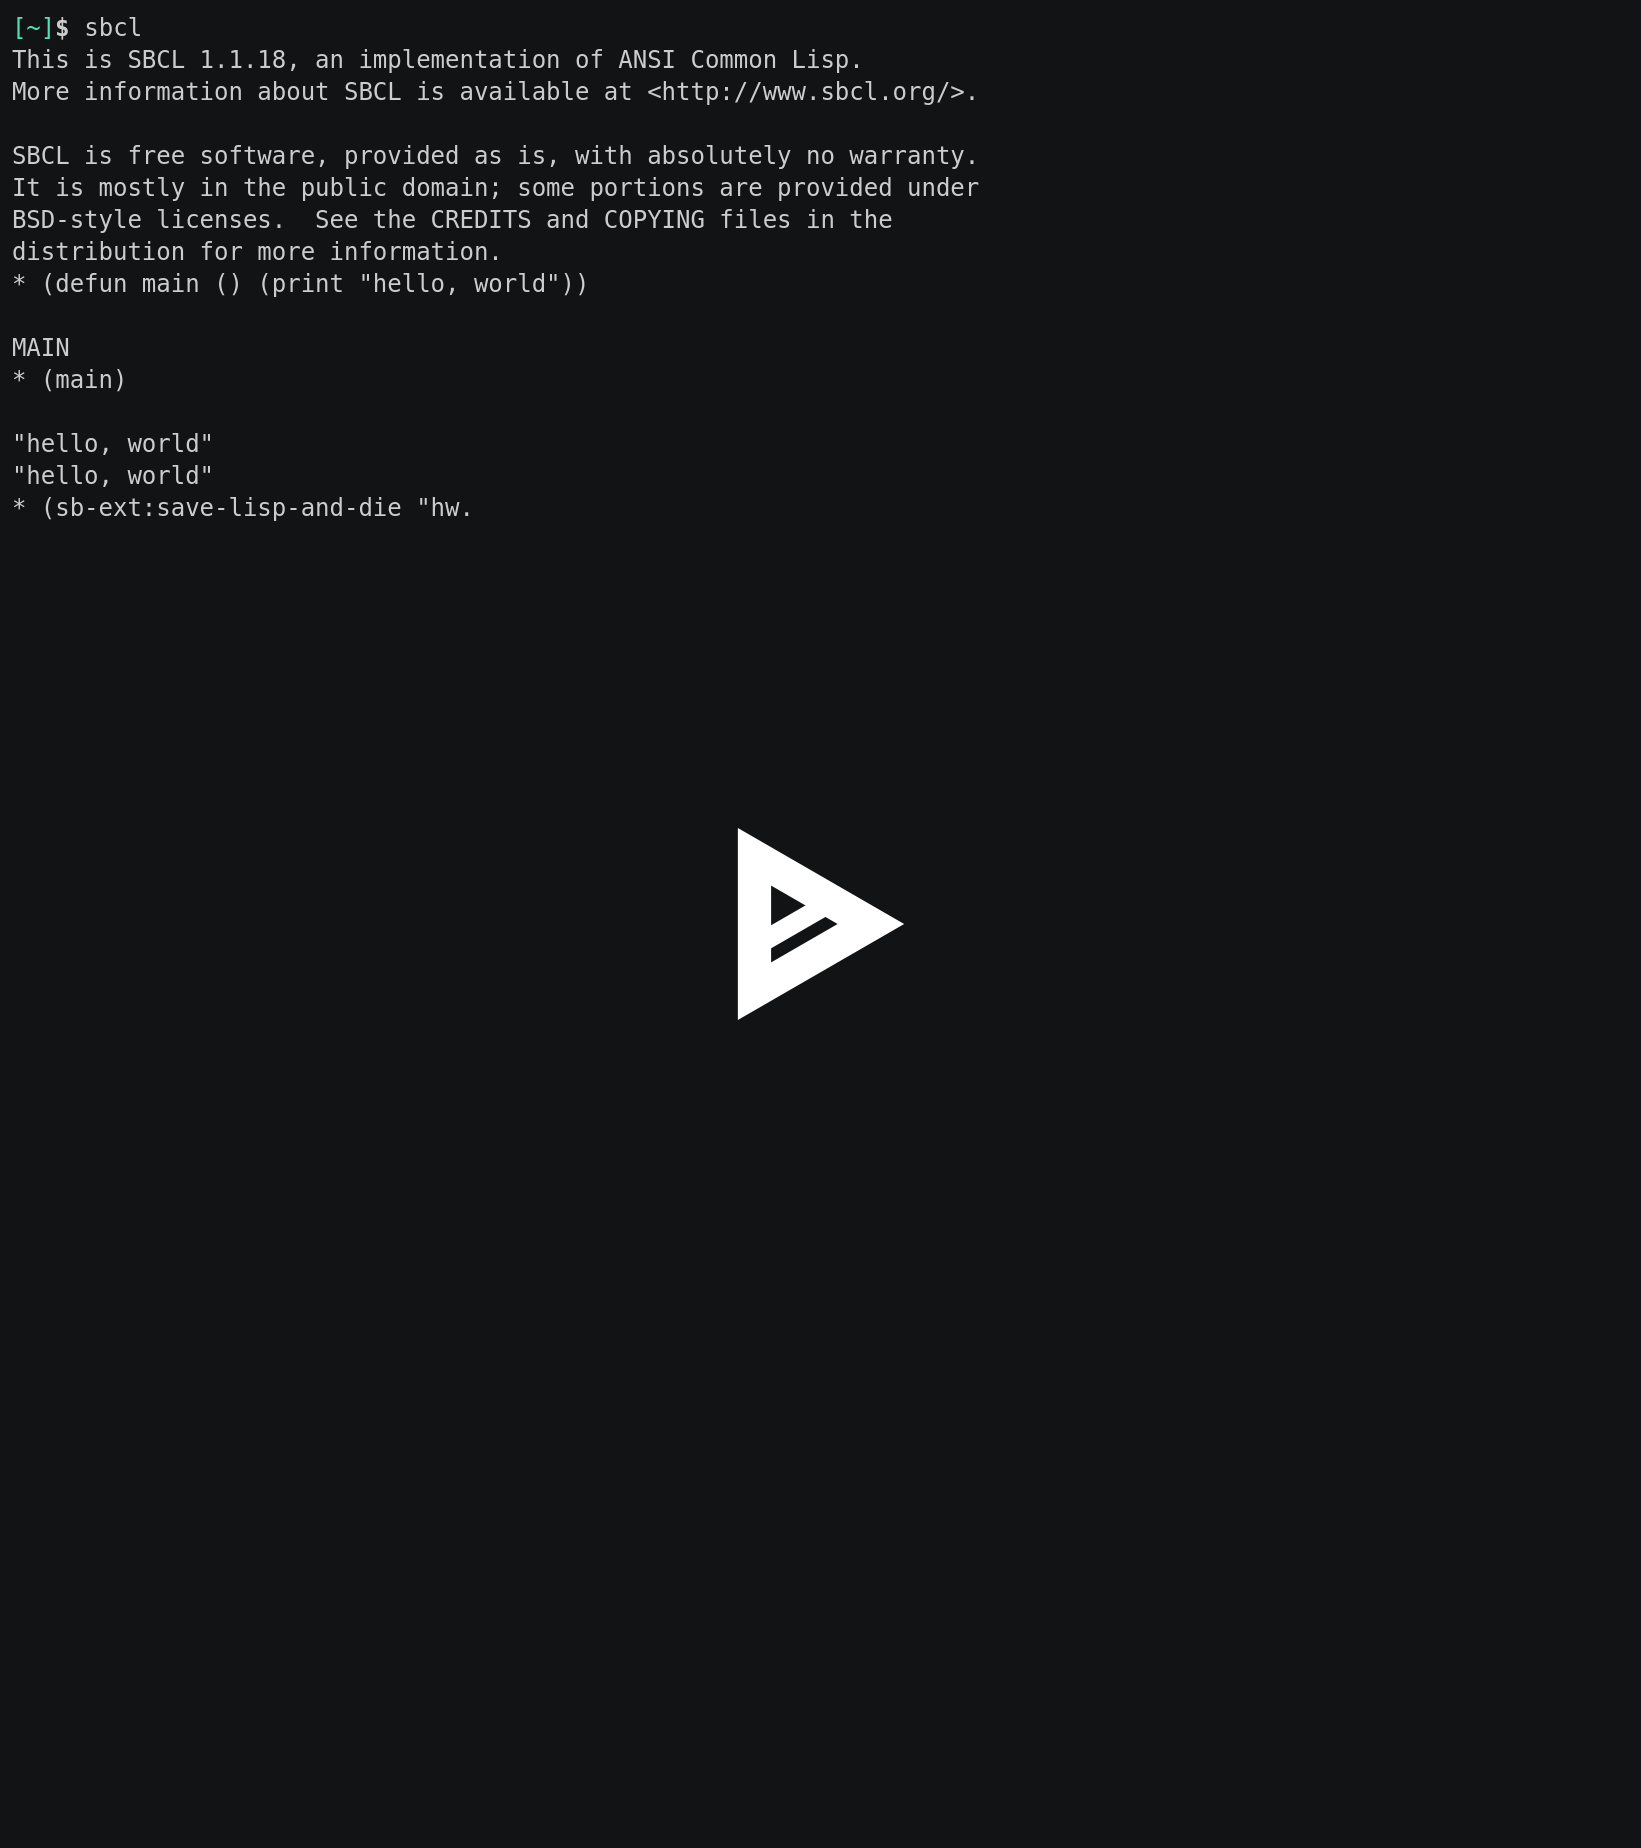 [~]$ sbcl
This is SBCL 1.1.18, an implementation of ANSI Common Lisp.
More information about SBCL is available at <http://www.sbcl.org/>.

SBCL is free software, provided as is, with absolutely no warranty.
It is mostly in the public domain; some portions are provided under
BSD-style licenses.  See the CREDITS and COPYING files in the
distribution for more information.
* (defun main () (print "hello, world"))

MAIN
* (main)

"hello, world"
"hello, world"
* (sb-ext:save-lisp-and-die "hw.